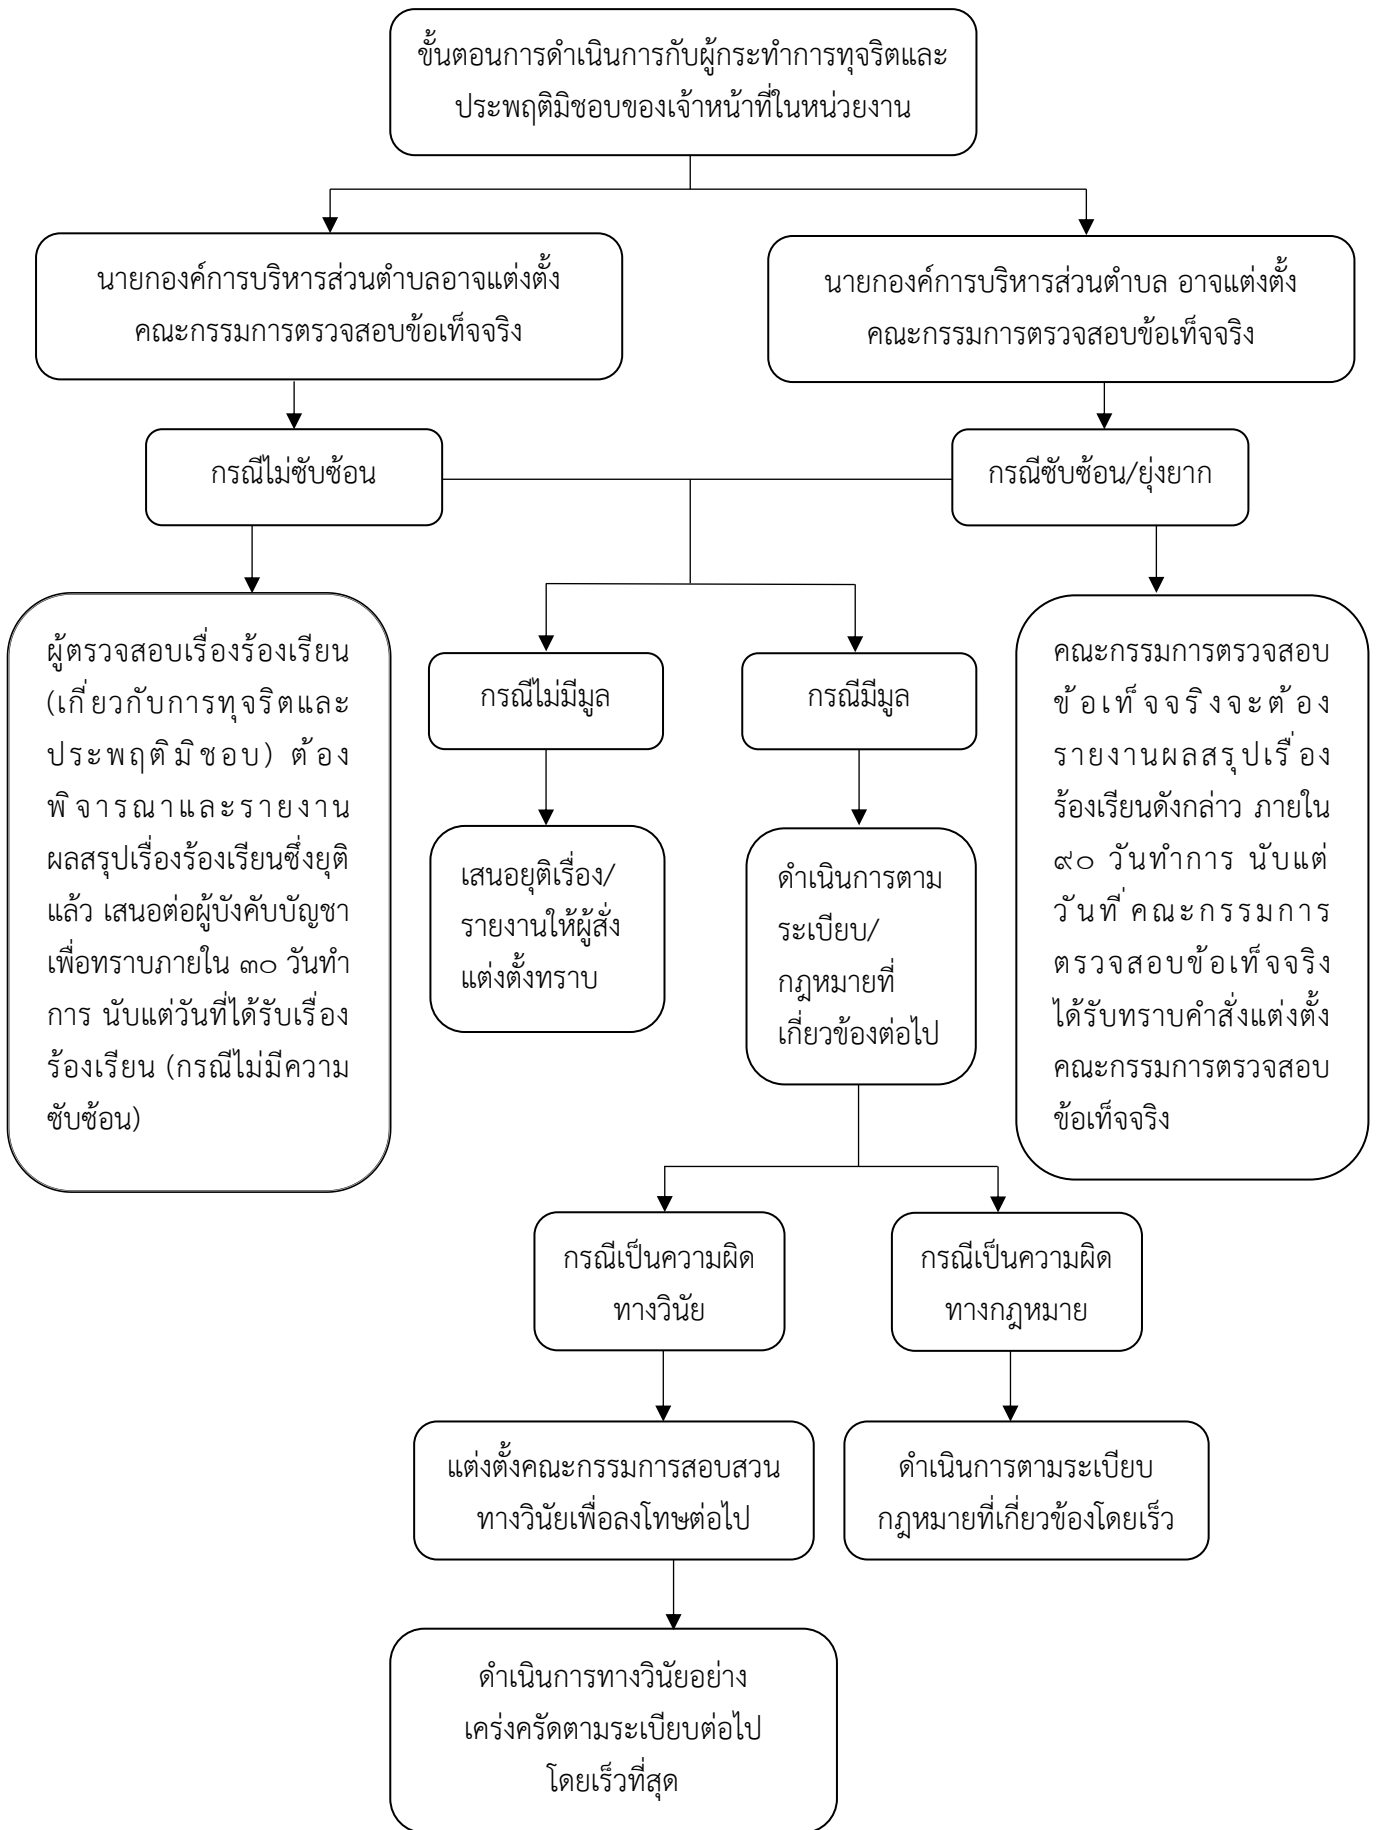 ขั้นตอนการดำเนินการกับผู้กระทำการทุจริตและ
ประพฤติมิชอบของเจ้าหน้าที่ในหน่วยงาน
นายกองค์การบริหารส่วนตำบลอาจแต่งตั้ง
คณะกรรมการตรวจสอบข้อเท็จจริง
นายกองค์การบริหารส่วนตำบล อาจแต่งตั้ง
คณะกรรมการตรวจสอบข้อเท็จจริง
กรณีไม่ซับซ้อน
กรณีซับซ้อน/ยุ่งยาก
ผู้ตรวจสอบเรื่องร้องเรียน
(เกี่ยวกับการทุจริตและ
ประพฤติมิชอบ) ต้อง
พิจารณาและรายงาน
ผลสรุปเรื่องร้องเรียนซึ่งยุติ
แล้ว เสนอต่อผู้บังคับบัญชา
เพื่อทราบภายใน ๓๐ วันทำ
การ นับแต่วันที่ได้รับเรื่อง
ร้องเรียน (กรณีไม่มีความ
ซับซ้อน)
กรณีไม่มีมูล
กรณีมีมูล
เสนอยุติเรื่อง/
รายงานให้ผู้สั่ง
แต่งตั้งทราบ
ดำเนินการตาม
ระเบียบ/
กฎหมายที่
เกี่ยวข้องต่อไป
คณะกรรมการตรวจสอบ
ข้อเท็จจริงจะต้อง
รายงานผลสรุปเรื่อง
ร้องเรียนดังกล่าว ภายใน
๙๐ วันทำการ นับแต่
วันที่คณะกรรมการ
ตรวจสอบข้อเท็จจริง
ได้รับทราบคำสั่งแต่งตั้ง
คณะกรรมการตรวจสอบ
ข้อเท็จจริง
กรณีเป็นความผิด
ทางวินัย
กรณีเป็นความผิด
ทางกฎหมาย
แต่งตั้งคณะกรรมการสอบสวน
ทางวินัยเพื่อลงโทษต่อไป
ดำเนินการตามระเบียบ
กฎหมายที่เกี่ยวข้องโดยเร็ว
ดำเนินการทางวินัยอย่าง
เคร่งครัดตามระเบียบต่อไป
โดยเร็วที่สุด